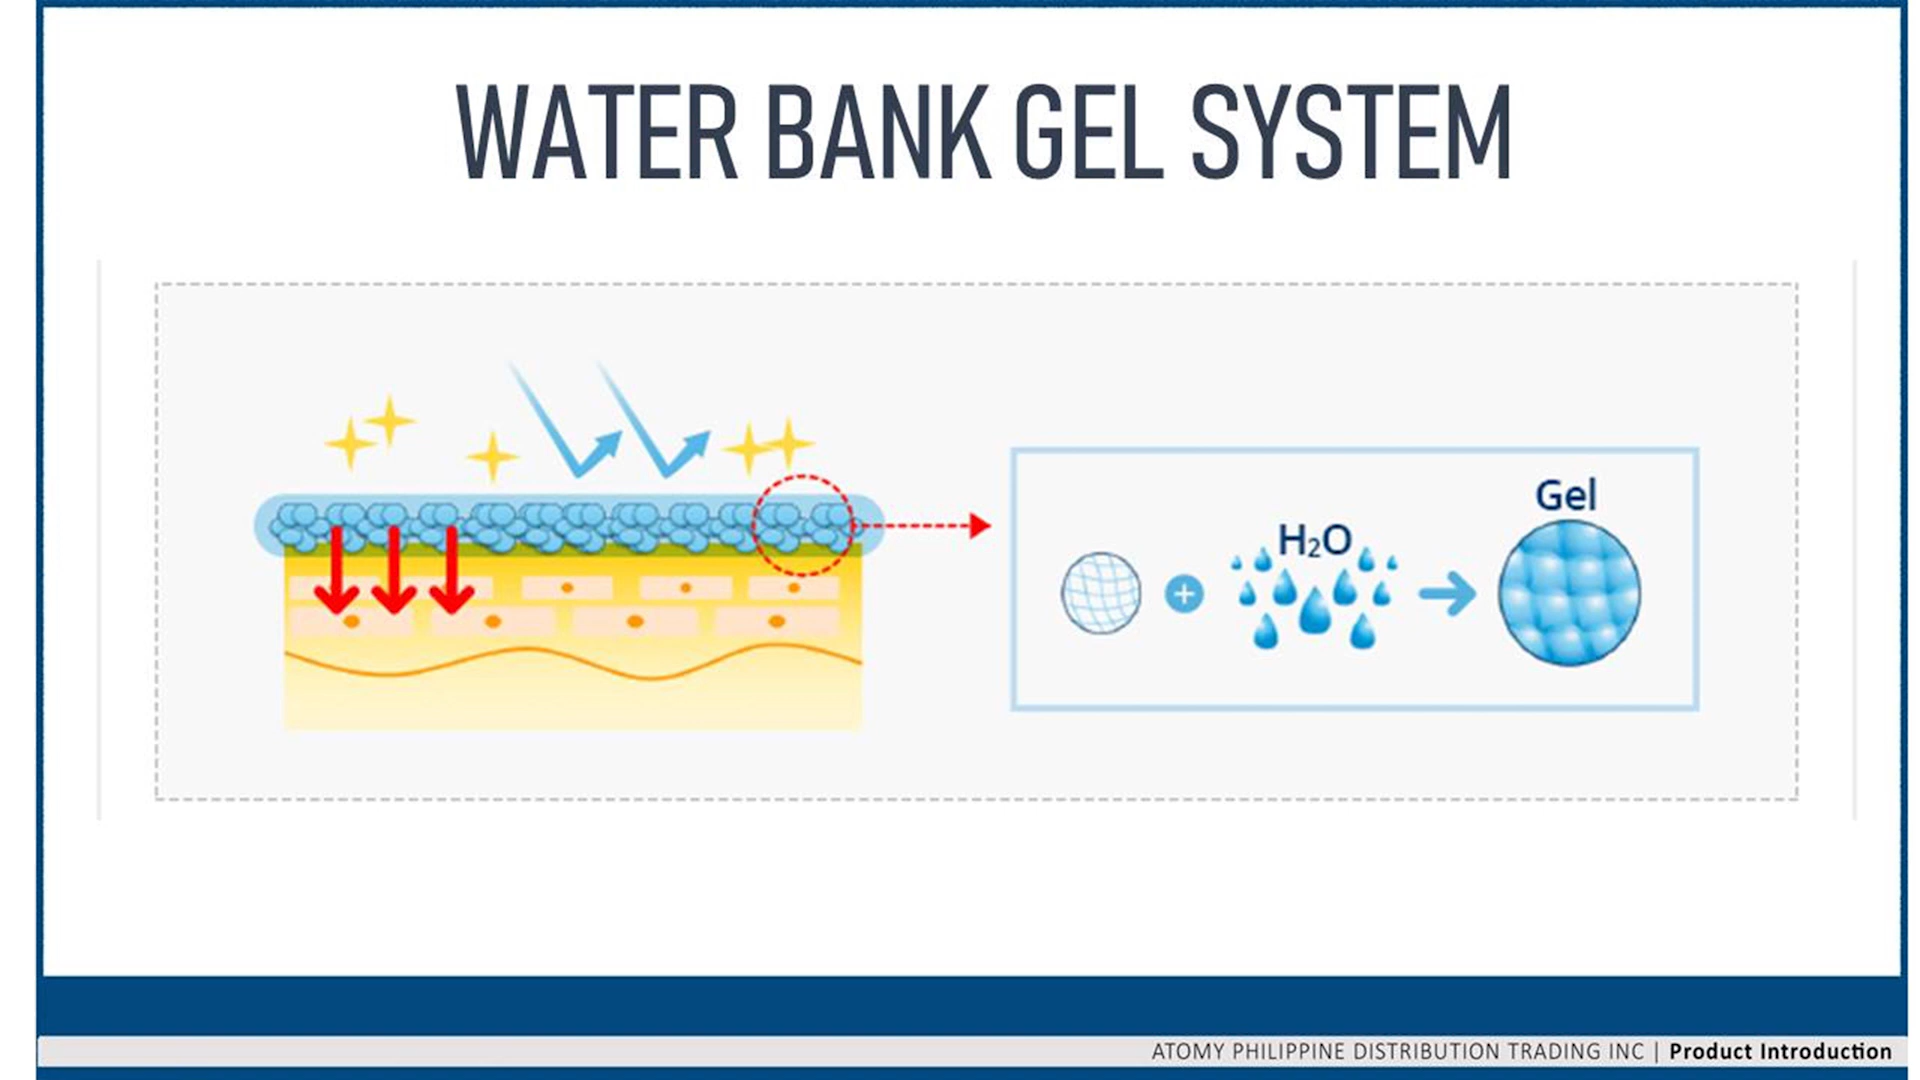 WATER BANK GEL SYSTEM
Gel
H₂O
ATOMY PHILIPPINE DISTRIBUTION TRADING INC | Product Introduction